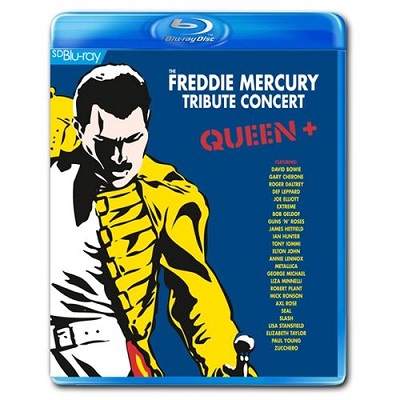 Blu-ray Disc
SD Blu-ray
THE
FREDDIE MERCURY
TRIBUTE CONCERT
QUEEN +
FEATURING:
DAVID BOWIE
GARY CHERONE
ROGER DALTREY
DEF LEPPARD
JOE ELLIOTT
EXTREME
BOB GELDOF
GUNS 'N' ROSES
JAMES HETFIELD
IAN HUNTER
TONY IOMMI
ELTON JOHN
ANNIE LENNOX
METALLICA
GEORGE MICHAEL
LIZA MINNELLI
ROBERT PLANT
MICK RONSON
AXL ROSE
SEAL
SLASH
LISA STANSFIELD
ELIZABETH TAYLOR
PAUL YOUNG
ZUCCHERO